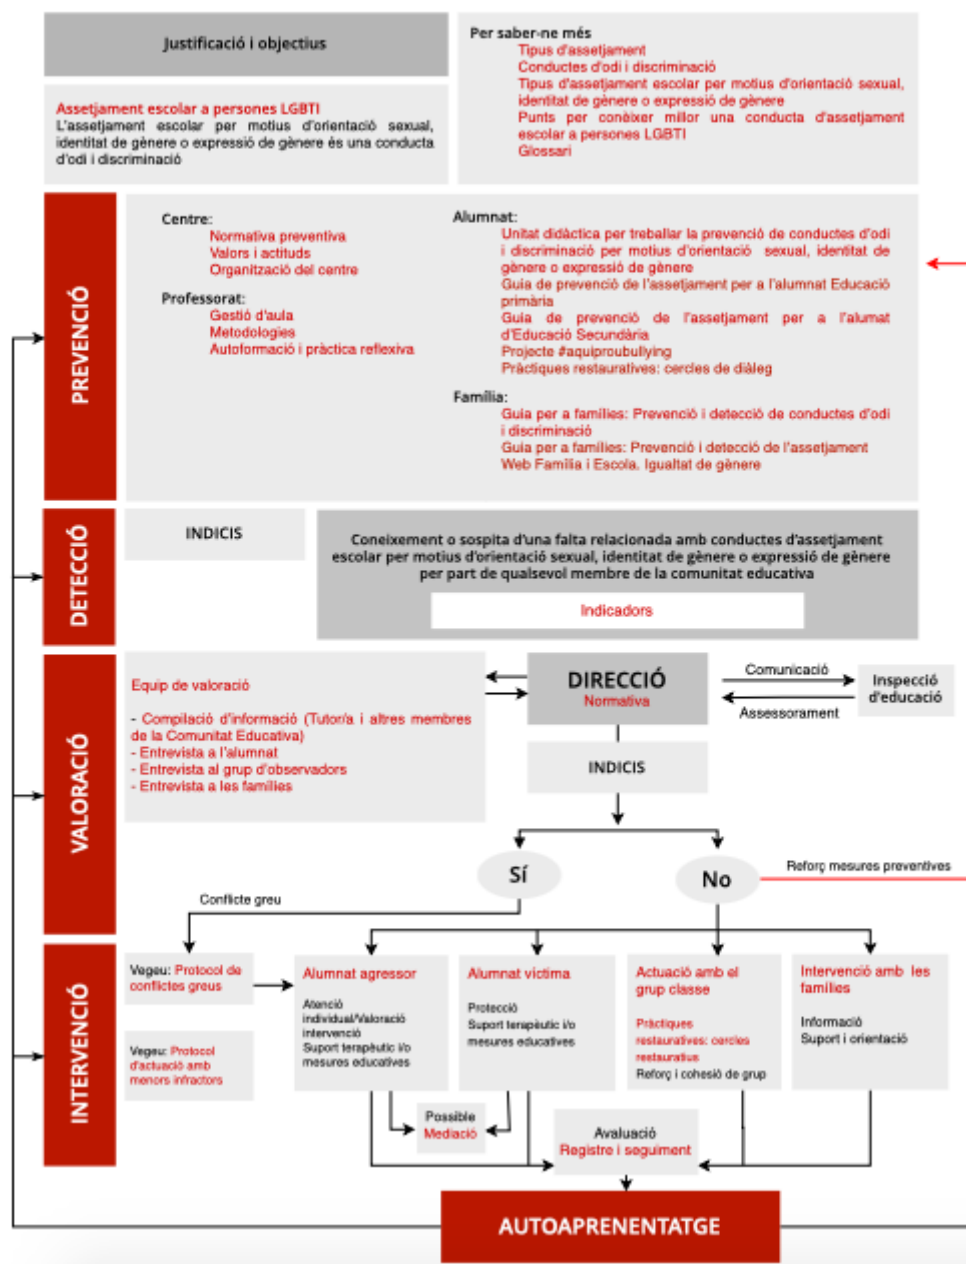 Justificació i objectius
Assetjament escolar a persones LGBTI
L'assetjament escolar per motius d'orientació sexual,
identitat de gènere o expressió de gènere és una conducta
d'odi i discriminació
Per saber-ne més
Tipus d'assetjament
Conductes d'odi i discriminació
Tipus d'assetjament escolar per motius d'orientació sexual,
identitat de gènere o expressió de gènere
Punts per conèixer millor una conducta d'assetjament
escolar a persones LGBTI
Glossari
PREVENCIÓ
Centre:
Normativa preventiva
Valors i actituds
Organització del centre
Professorat:
Gestió d'aula
Metodologies
Autoformació i pràctica reflexiva
Alumnat:
Unitat didàctica per treballar la prevenció de conductes d'odi
i discriminació per motius d'orientació sexual, identitat de
gènere o expressió de gènere
Guia de prevenció de l'assetjament per a l'alumnat Educació
primària
Guia de prevenció de l'assetjament per a l'alumat
d'Educació Secundària
Projecte #aquiproubullying
Pràctiques restauratives: cercles de diàleg
Família:
Guia per a famílies: Prevenció i detecció de conductes d'odi
i discriminació
Guia per a famílies: Prevenció i detecció de l'assetjament
Web Família i Escola. Igualtat de gènere
DETECCIÓ
INDICIS
Coneixement o sospita d'una falta relacionada amb conductes d'assetjament
escolar per motius d'orientació sexual, identitat de gènere o expressió de gènere
per part de qualsevol membre de la comunitat educativa
Indicadors
VALORACIÓ
Equip de valoració
- Compilació d'informació (Tutor/a i altres membres
de la Comunitat Educativa)
- Entrevista a l'alumnat
- Entrevista al grup d'observadors
- Entrevista a les famílies
DIRECCIÓ
Normativa
Comunicació
Assessorament
Inspecció
d'educació
INDICIS
Sí
No
Reforç mesures preventives
Conflicte greu
INTERVENCIÓ
Vegeu: Protocol de
conflictes greus
Vegeu: Protocol
d'actuació amb
menors infractors
Alumnat agressor
Atenció
individual/Valoració
intervenció
Suport terapèutic i/o
mesures educatives
Alumnat víctima
Protecció
Suport terapèutic i/o
mesures educatives
Actuació amb el
grup classe
Pràctiques
restauratives: cercles
restauratius
Reforç i cohesió de grup
Intervenció amb les
famílies
Informació
Suport i orientació
Possible
Mediació
Avaluació
Registre i seguiment
AUTOAPRENENTATGE